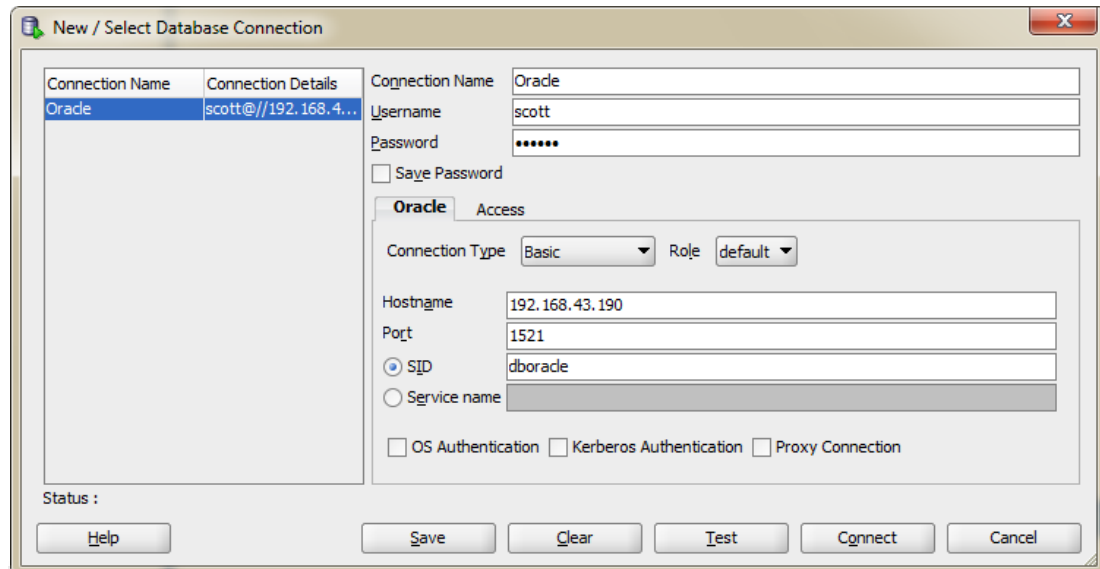 New / Select Database Connection
Connection Name Connection Details
Oracle scott@//192.168.4...
Connection Name Oracle
Username scott
Password ••••••
Save Password
Oracle Access
Connection Type Basic Role default
Hostname 192.168.43.190
Port 1521
SID dboracle
Service name
OS Authentication Kerberos Authentication Proxy Connection
Status :
Help Save Clear Test Connect Cancel